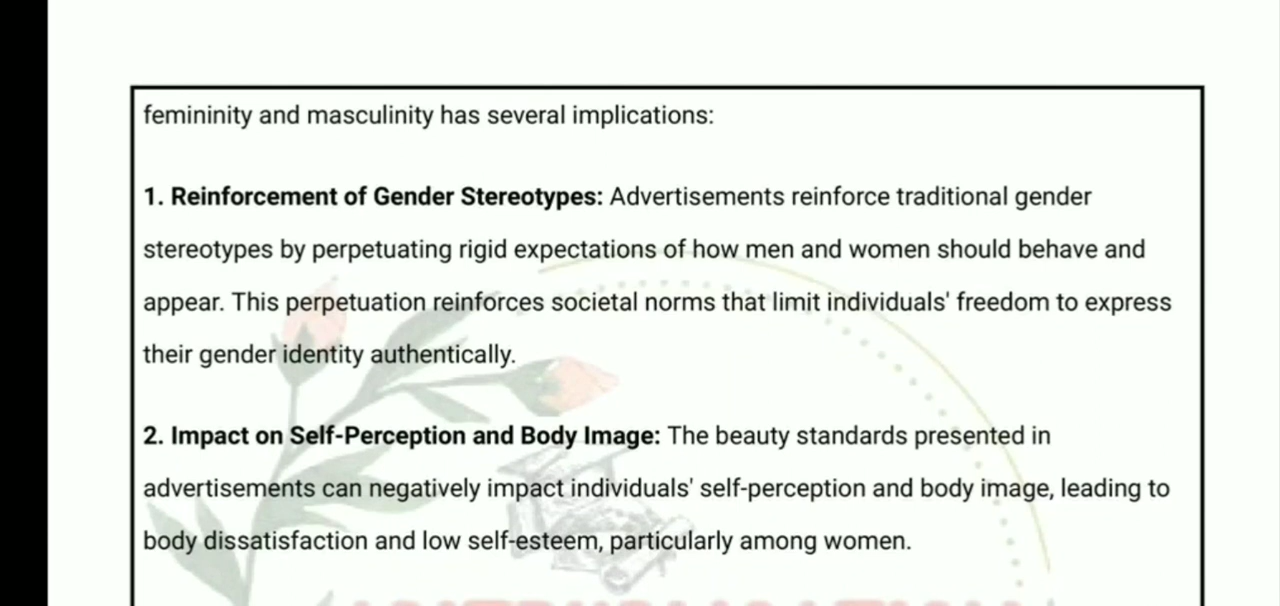 femininity and masculinity has several implications:
1. Reinforcement of Gender Stereotypes: Advertisements reinforce traditional gender
stereotypes by perpetuating rigid expectations of how men and women should behave and
appear. This perpetuation reinforces societal norms that limit individuals' freedom to express
their gender identity authentically.
2. Impact on Self-Perception and Body Image: The beauty standards presented in
advertisements can negatively impact individuals' self-perception and body image, leading to
body dissatisfaction and low self-esteem, particularly among women.